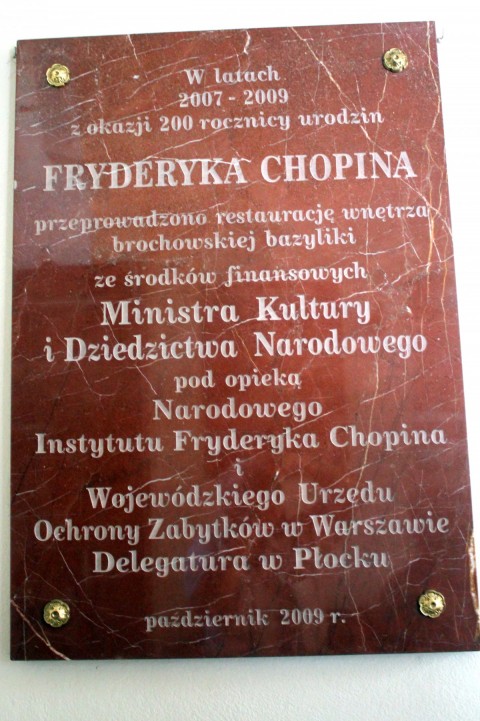 W latach
2007 - 2009
z okazji 200 rocznicy urodzin
FRYDERYKA CHOPINA
przeprowadzono restaurację wnętrza
brochowskiej bazyliki
ze środków finansowych
Ministra Kultury
i Dziedzictwa Narodowego
pod opieką
Narodowego
Instytutu Fryderyka Chopina
i
Wojewódzkiego Urzędu
Ochrony Zabytków w Warszawie
Delegatura w Płocku
październik 2009 r.